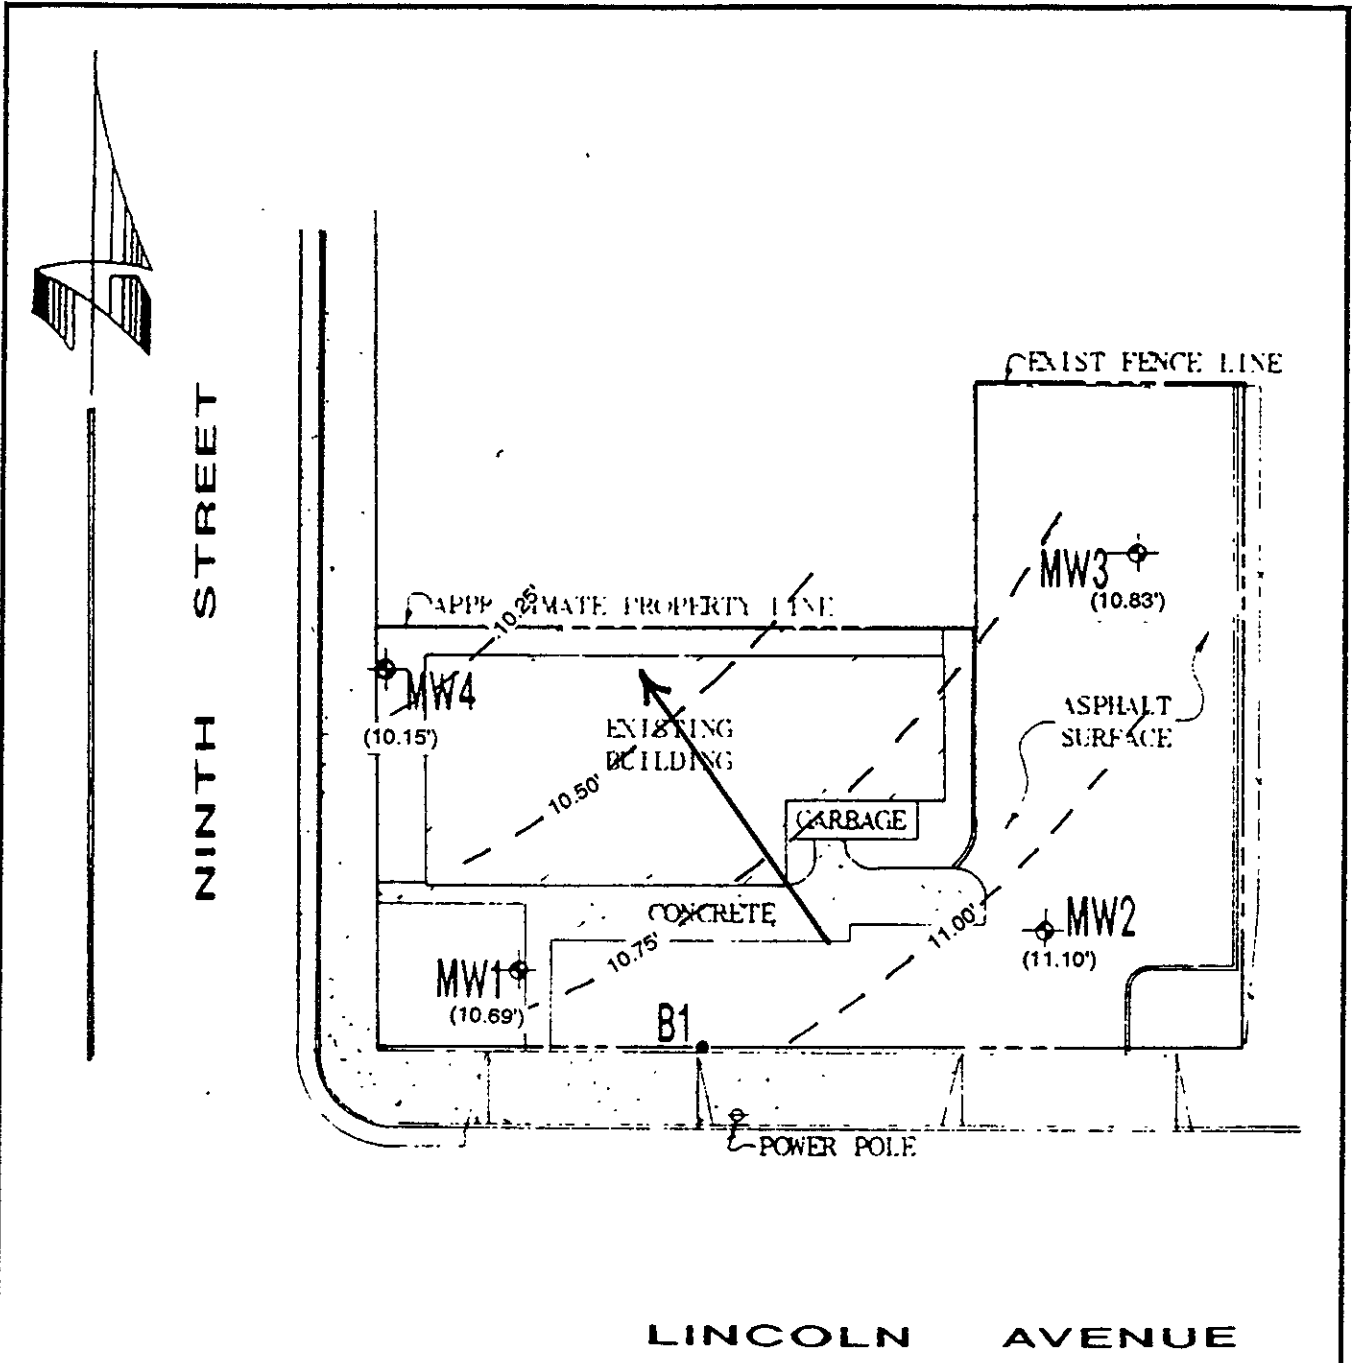 EXIST FENCE LINE
NINTH STREET
MW3
(10.83')
10.25'
PROPERTY LINE
MW4
(10.15')
ASPHALT
SURFACE
EXISTING
BUILDING
10.50'
GARBAGE
CONCRETE
10.75'
11.00'
MW2
(11.10')
MW1
(10.69')
B1
POWER POLE
LINCOLN AVENUE